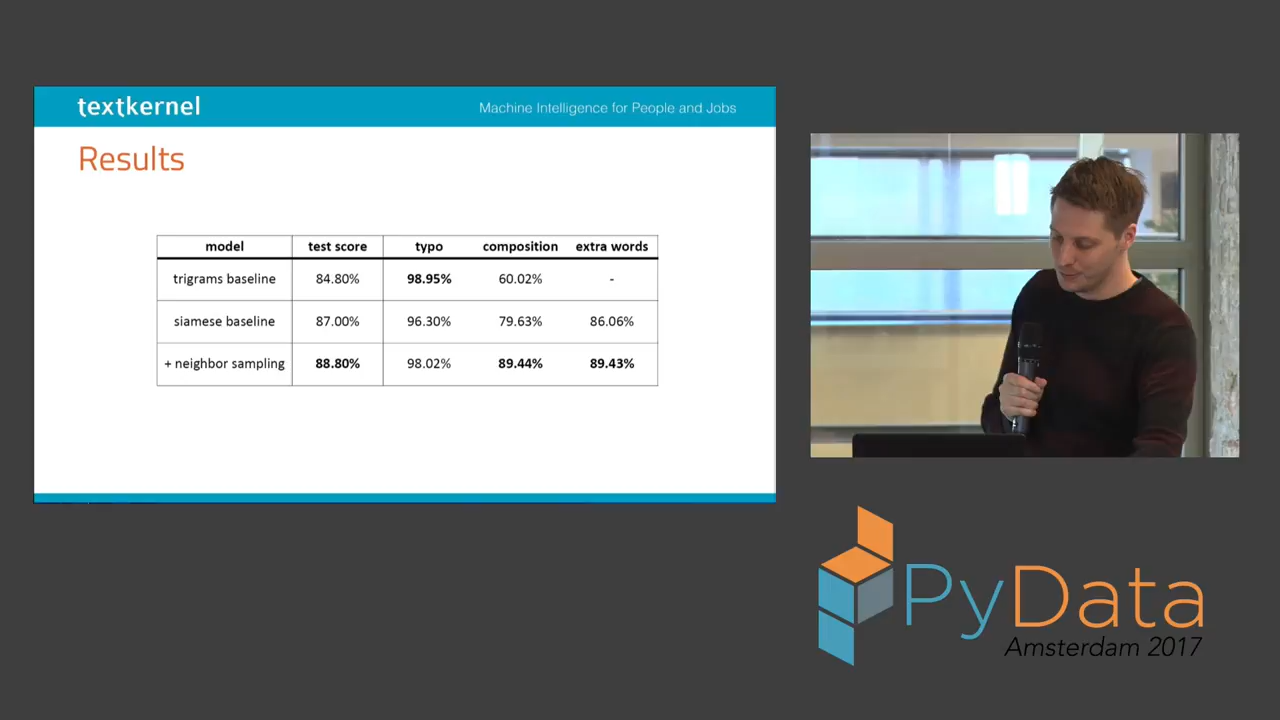 textkernel
Machine Intelligence for People and Jobs
Results
model test score typo composition extra words
trigrams baseline 84.80% 98.95% 60.02% -
siamese baseline 87.00% 96.30% 79.63% 86.06%
+ neighbor sampling 88.80% 98.02% 89.44% 89.43%
PyData
Amsterdam 2017